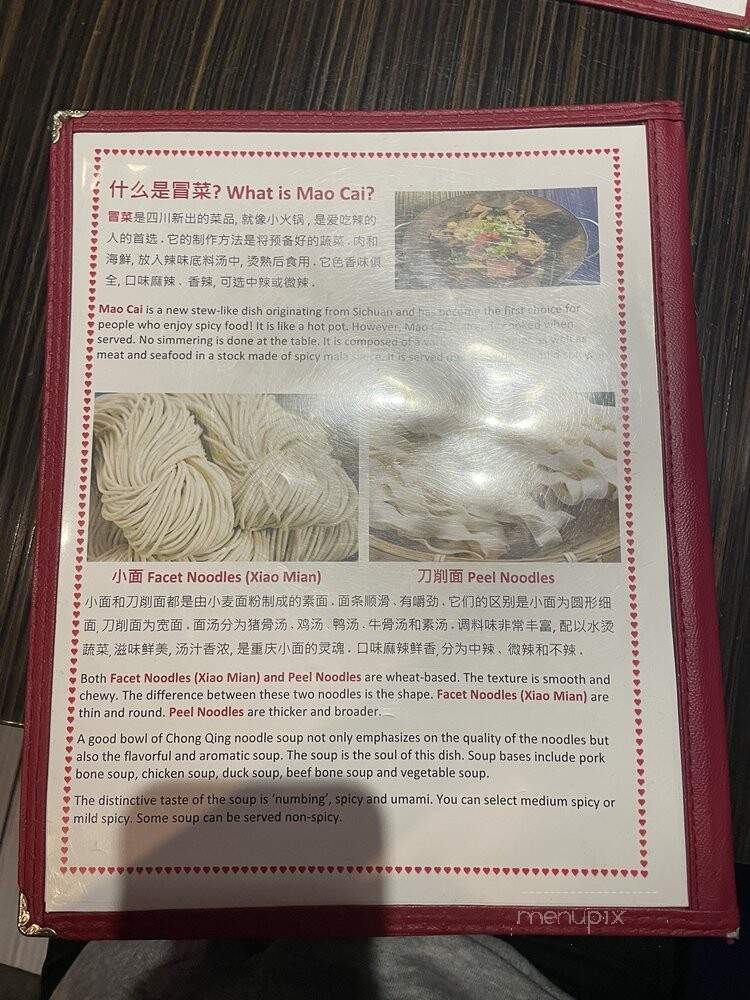 什么是冒菜? What is Mao Cai?
冒菜是四川新出的菜品, 就像小火锅 , 是爱吃辣的
人的首选 . 它的制作方法是将预备好的蔬菜 . 肉和
海鲜, 放入辣味底料汤中, 烫熟后食用 . 它色香味俱
全, 口味麻辣 . 香辣, 可选中辣或微辣 .
Mao Cai is a new stew-like dish originating from Sichuan and has become the first choice for
people who enjoy spicy food! It is like a hot pot. However, Mao cooked when
served. No simmering is done at the table. It is composed of a as well as
meat and seafood in a stock made of spicy mala sauce. It is served
小面 Facet Noodles (Xiao Mian)
刀削面 Peel Noodles
小面和刀削面都是由小麦面粉制成的素面 . 面条顺滑 . 有嚼劲 . 它们的区别是小面为圆形细
面, 刀削面为宽面 . 面汤分为猪骨汤 . 鸡汤 . 鸭汤 . 牛骨汤和素汤 . 调料味非常丰富, 配以水烫
蔬菜, 滋味鲜美, 汤汁香浓, 是重庆小面的灵魂 . 口味麻辣鲜香, 分为中辣 . 微辣和不辣 .
Both Facet Noodles (Xiao Mian) and Peel Noodles are wheat-based. The texture is smooth and
chewy. The difference between these two noodles is the shape. Facet Noodles (Xiao Mian) are
thin and round. Peel Noodles are thicker and broader.
A good bowl of Chong Qing noodle soup not only emphasizes on the quality of the noodles but
also the flavorful and aromatic soup. The soup is the soul of this dish. Soup bases include pork
bone soup, chicken soup, duck soup, beef bone soup and vegetable soup.
The distinctive taste of the soup is ‘numbing’, spicy and umami. You can select medium spicy or
mild spicy. Some soup can be served non-spicy.
menupix